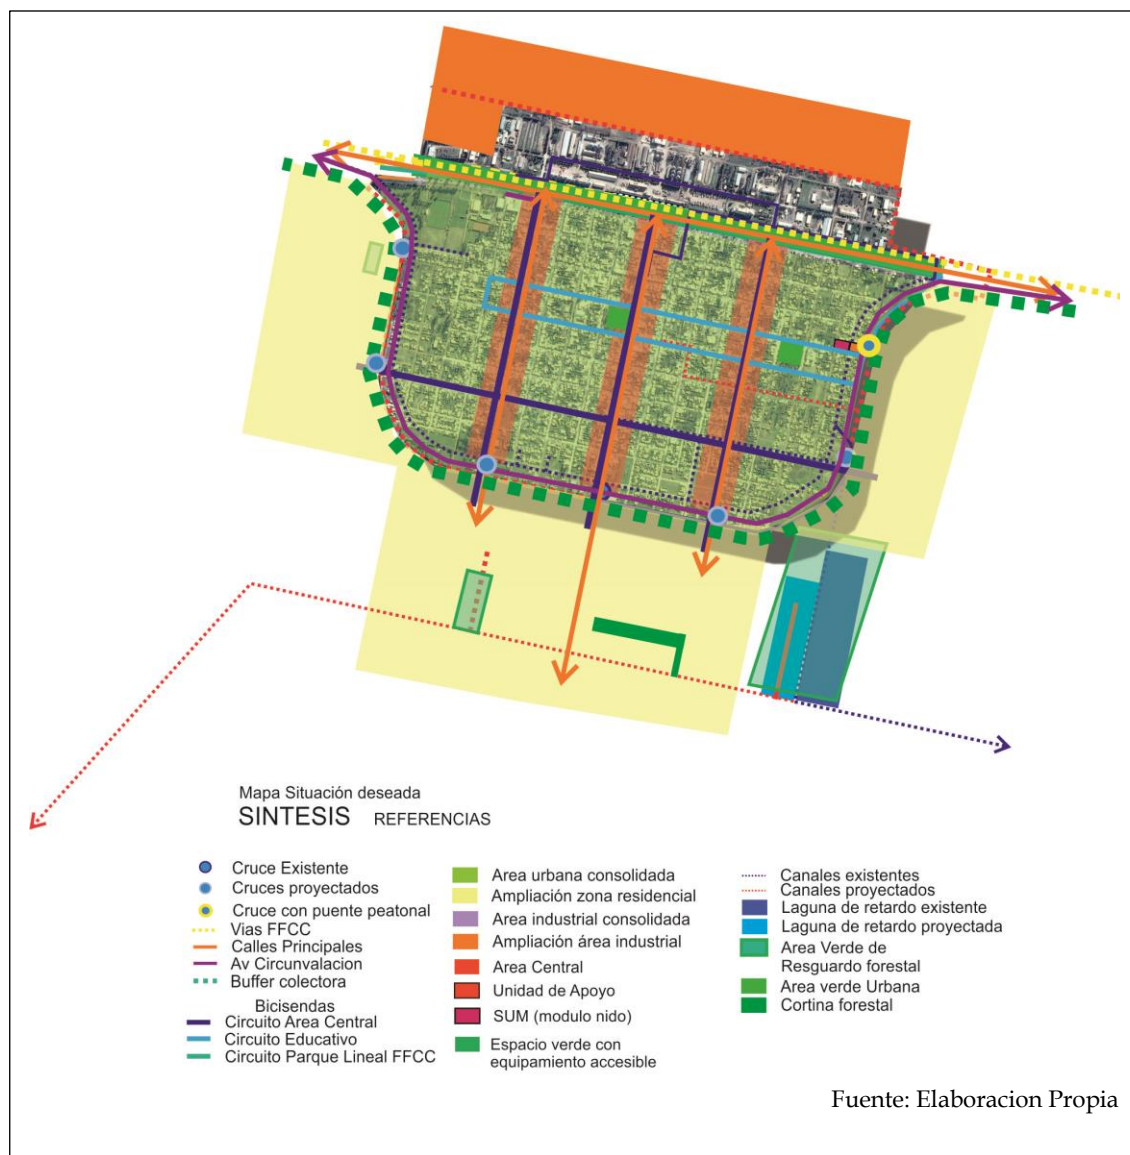 Mapa Situación deseada
SINTESIS REFERENCIAS
Cruce Existente
Cruces proyectados
Cruce con puente peatonal
Vias FFCC
Calles Principales
Av Circunvalacion
Buffer colectora
Bicisendas
Circuito Area Central
Circuito Educativo
Circuito Parque Lineal FFCC
Area urbana consolidada
Ampliación zona residencial
Area industrial consolidada
Ampliación área industrial
Area Central
Unidad de Apoyo
SUM (modulo nido)
Espacio verde con
equipamiento accesible
Canales existentes
Canales proyectados
Laguna de retardo existente
Laguna de retardo proyectada
Area Verde de
Resguardo forestal
Area verde Urbana
Cortina forestal
Fuente: Elaboracion Propia